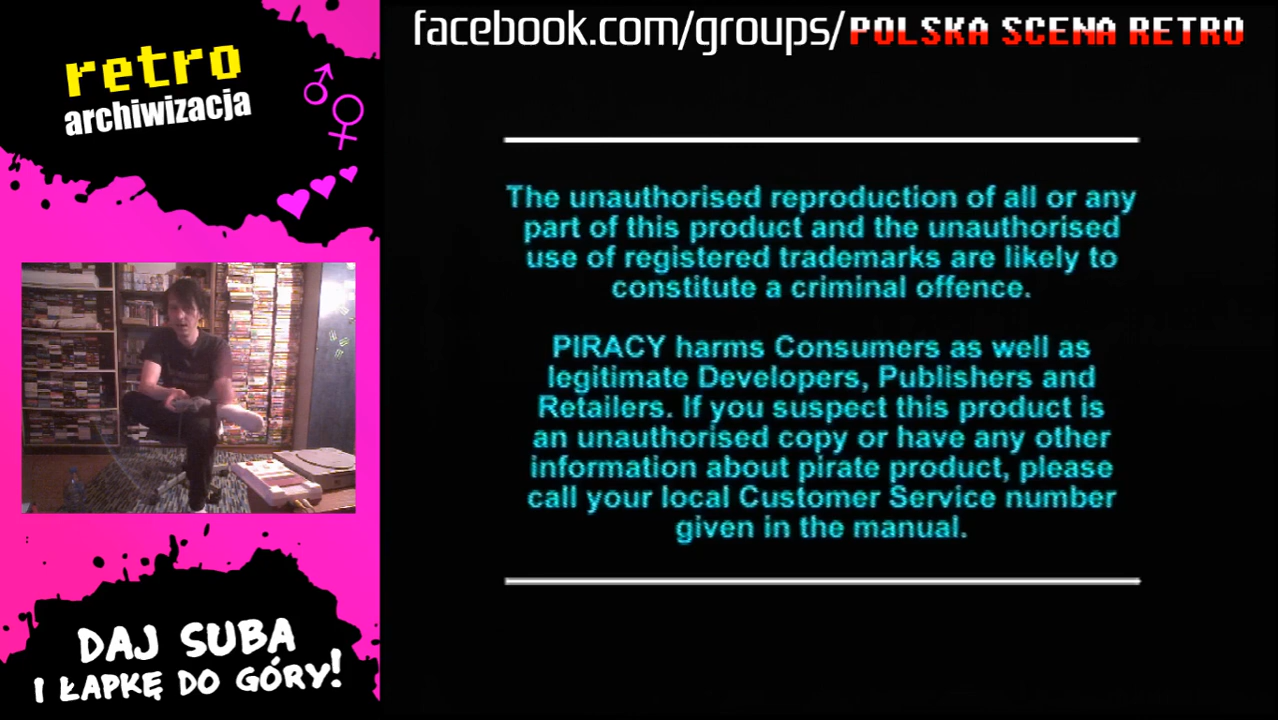 retro
archiwizacja
facebook.com/groups/POLSKA SCENA RETRO
The unauthorised reproduction of all or any
part of this product and the unauthorised
use of registered trademarks are likely to
constitute a criminal offence.
PIRACY harms Consumers as well as
legitimate Developers, Publishers and
Retailers. If you suspect this product is
an unauthorised copy or have any other
information about pirate product, please
call your local Customer Service number
given in the manual.
DAJ SUBA
I ŁAPKĘ DO GÓRY!